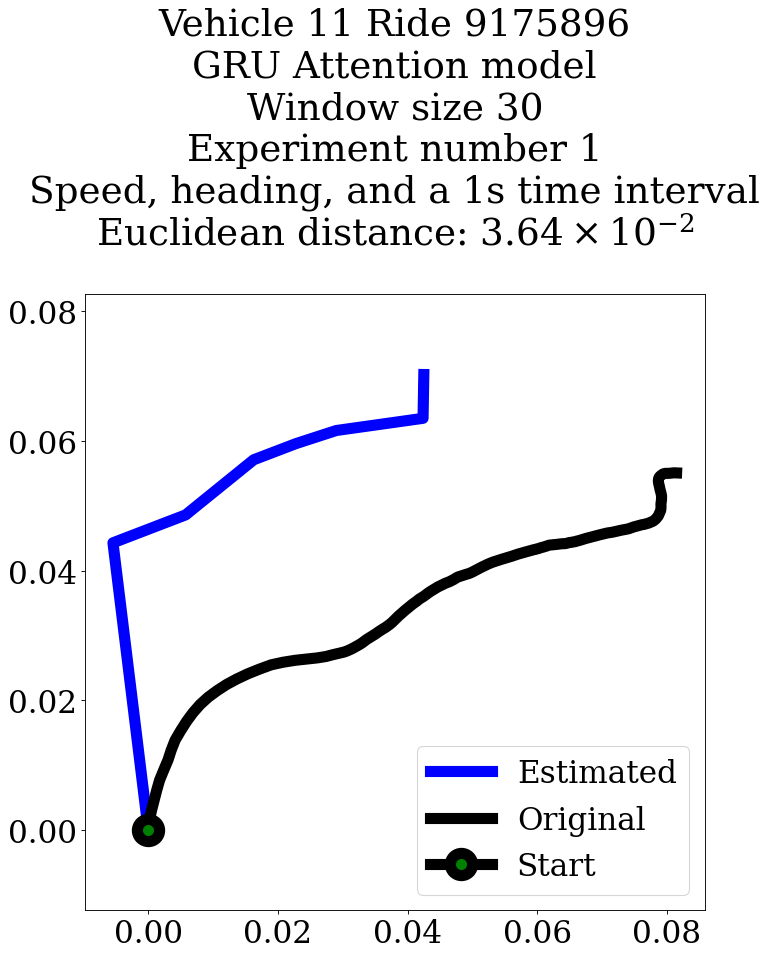 Vehicle 11 Ride 9175896
GRU Attention model
Window size 30
Experiment number 1
Speed, heading, and a 1s time interval
Euclidean distance: 3.64 × 10⁻²
0.08
0.06
0.04
0.02
0.00
Estimated
Original
Start
0.00 0.02 0.04 0.06 0.08